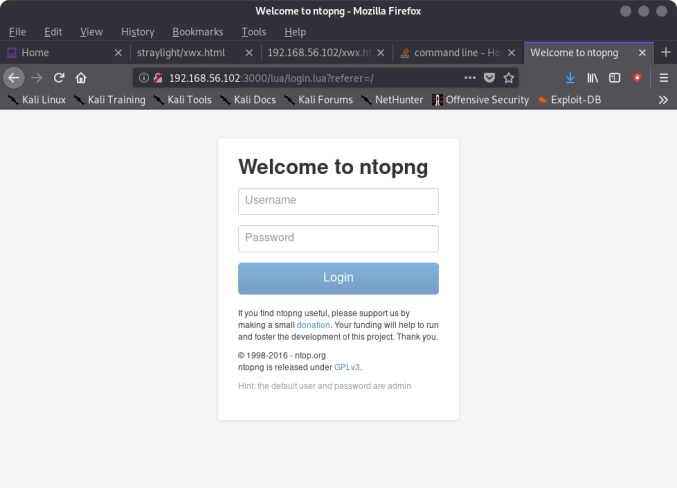 Welcome to ntopng - Mozilla Firefox
File Edit View History Bookmarks Tools Help
Home straylight/xwx.html 192.168.56.102/xwx.h command line - Ho Welcome to ntopng
192.168.56.102:3000/lua/login.lua?referer=/
Kali Linux Kali Training Kali Tools Kali Docs Kali Forums NetHunter Offensive Security Exploit-DB
Welcome to ntopng
Username
Password
Login
If you find ntopng useful, please support us by
making a small donation. Your funding will help to run
and foster the development of this project. Thank you.
© 1998-2016 - ntop.org
ntopng is released under GPLv3.
Hint: the default user and password are admin